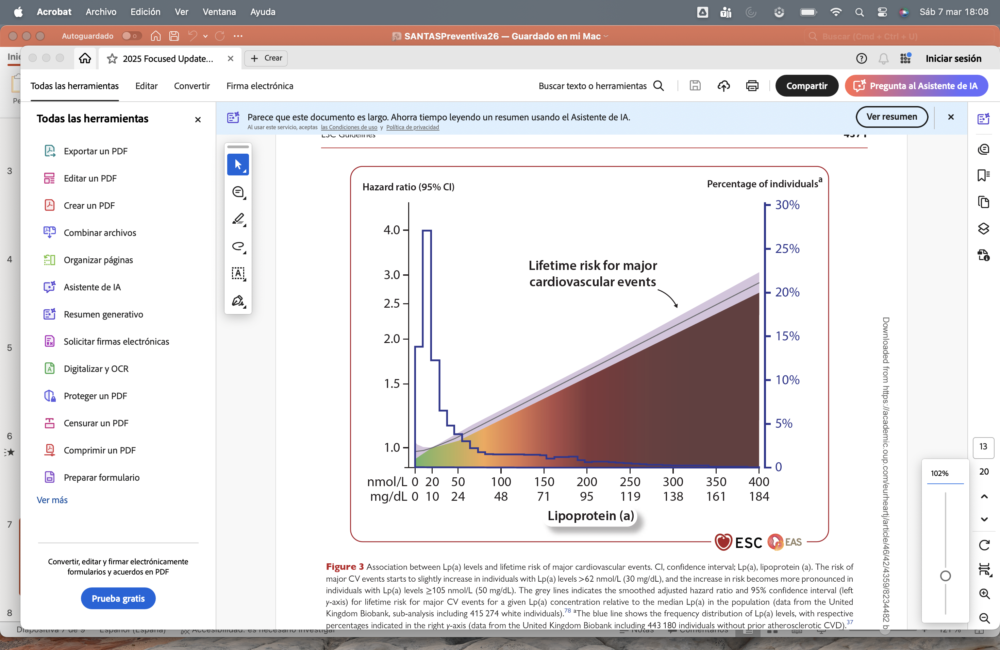 Acrobat Archivo Edición Ver Ventana Ayuda Sáb 7 mar 18:08
Autoguardado SANTASPreventiva26 — Guardado en mi Mac Buscar (Cmd + Ctrl + U)
2025 Focused Update... Crear Iniciar sesión
Todas las herramientas Editar Convertir Firma electrónica Buscar texto o herramientas Compartir Pregunta al Asistente de IA
Todas las herramientas
Exportar un PDF
Editar un PDF
Crear un PDF
Combinar archivos
Organizar páginas
Asistente de IA
Resumen generativo
Solicitar firmas electrónicas
Digitalizar y OCR
Proteger un PDF
Censurar un PDF
Comprimir un PDF
Preparar formulario
Ver más
Convertir, editar y firmar electrónicamente
formularios y acuerdos en PDF
Prueba gratis
3
4
5
6
7
8
Parece que este documento es largo. Ahorra tiempo leyendo un resumen usando el Asistente de IA.
Al usar este servicio, aceptas las Condiciones de uso y Política de privacidad
Ver resumen
ESC Guidelines 4371
Hazard ratio (95% CI)
Percentage of individualsa
4.0
3.0
2.5
2.0
1.5
1.0
30%
25%
20%
15%
10%
5%
0
Lifetime risk for major
cardiovascular events
nmol/L 0 20 50 100 150 200 250 300 350 400
mg/dL 0 10 24 48 71 95 119 138 161 184
Lipoprotein (a)
ESC EAS
Figure 3 Association between Lp(a) levels and lifetime risk of major cardiovascular events. CI, confidence interval; Lp(a), lipoprotein (a). The risk of
major CV events starts to slightly increase in individuals with Lp(a) levels >62 nmol/L (30 mg/dL), and the increase in risk becomes more pronounced in
individuals with Lp(a) levels ≥105 nmol/L (50 mg/dL). The grey lines indicates the smoothed adjusted hazard ratio and 95% confidence interval (left
y-axis) for lifetime risk for major CV events for a given Lp(a) concentration relative to the median Lp(a) in the population (data from the United
Kingdom Biobank, sub-analysis including 415 274 white individuals).78 aThe blue line shows the frequency distribution of Lp(a) levels, with respective
percentages indicated in the right y-axis (data from the United Kingdom Biobank including 443 180 individuals without prior atherosclerotic CVD).37
Downloaded from https://academic.oup.com/eurheartj/article/46/42/4359/8234482 b
13
20
102%
Diapositiva 7 de 9 Español (España) Accesibilidad: es necesario investigar Notas Comentarios 121 %